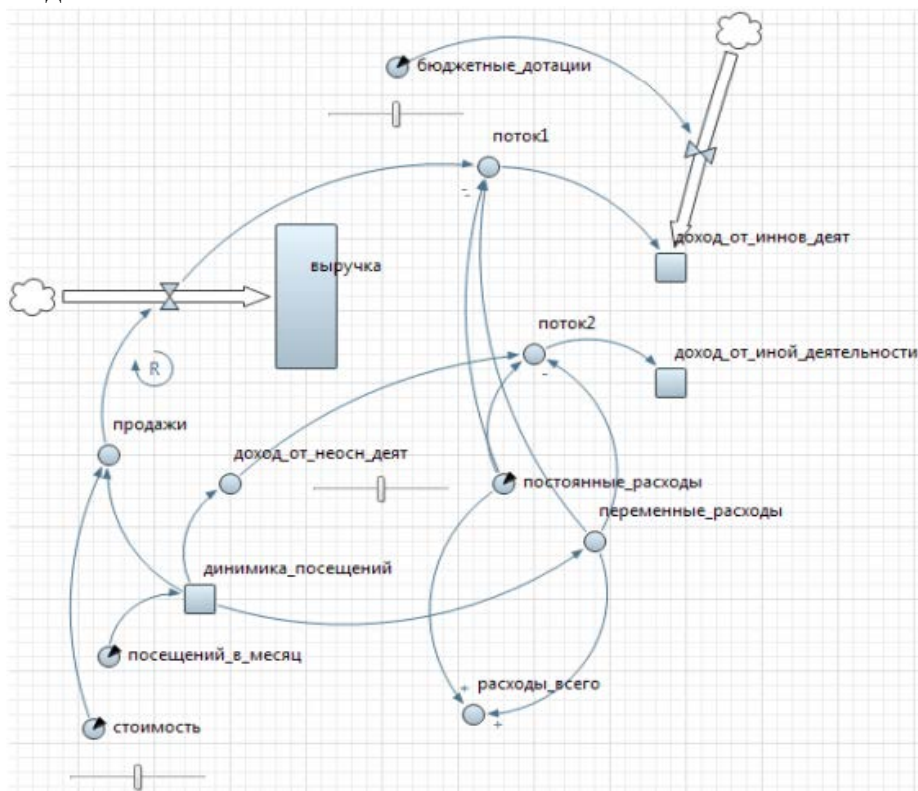 бюджетные_дотации
поток1
доход_от_иннов_деят
выручка
поток2
доход_от_иной_деятельности
R
продажи
доход_от_неосн_деят
постоянные_расходы
переменные_расходы
динимика_посещений
посещений_в_месяц
расходы_всего
стоимость